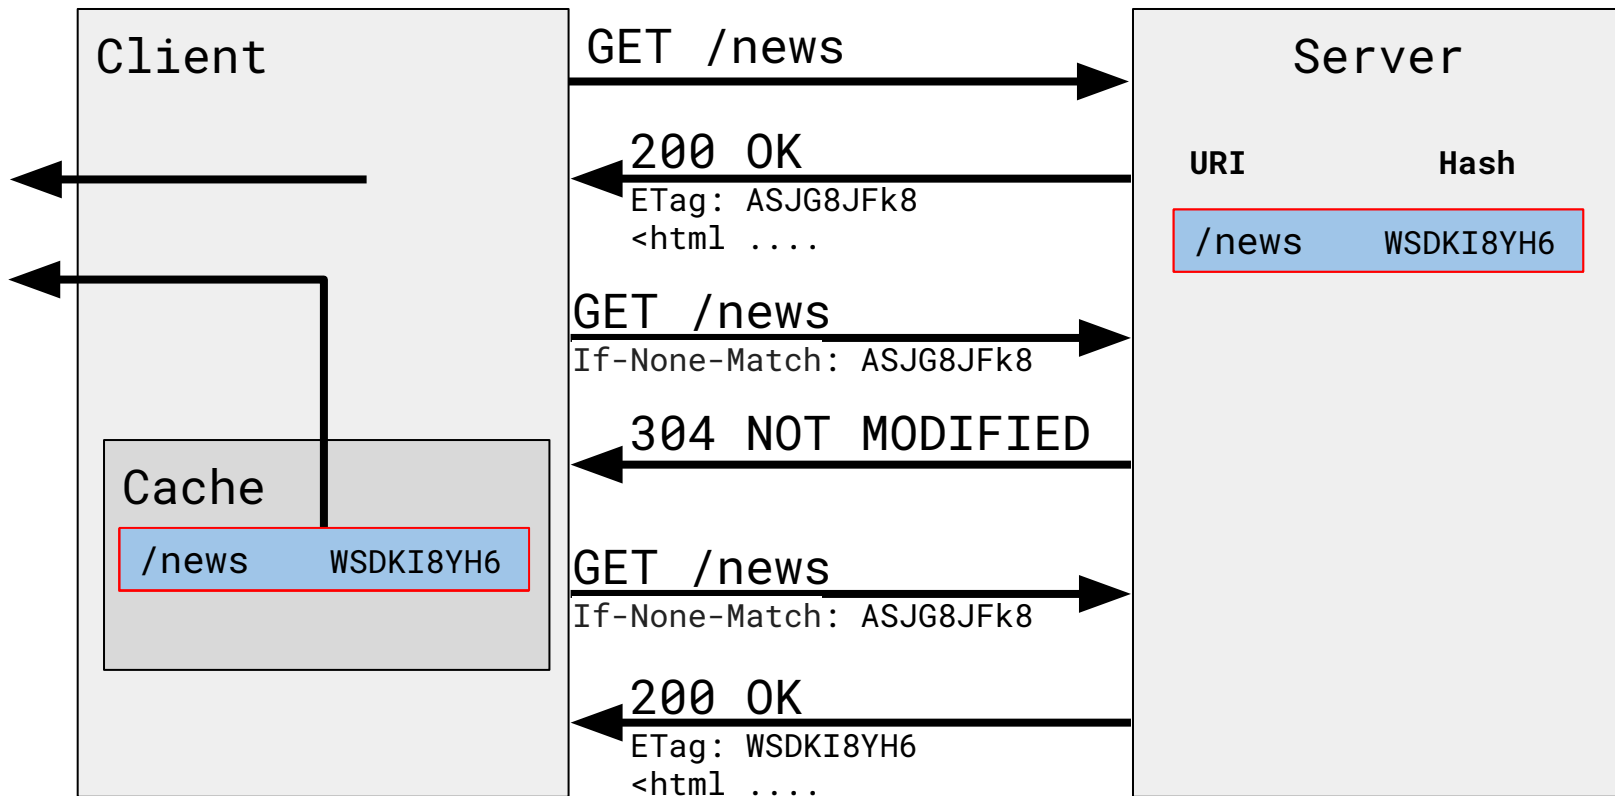 Client
GET /news
Server
200 OK
ETag: ASJG8JFk8
<html ....
URI Hash
/news WSDKI8YH6
GET /news
If-None-Match: ASJG8JFk8
304 NOT MODIFIED
Cache
/news WSDKI8YH6
GET /news
If-None-Match: ASJG8JFk8
200 OK
ETag: WSDKI8YH6
<html ....